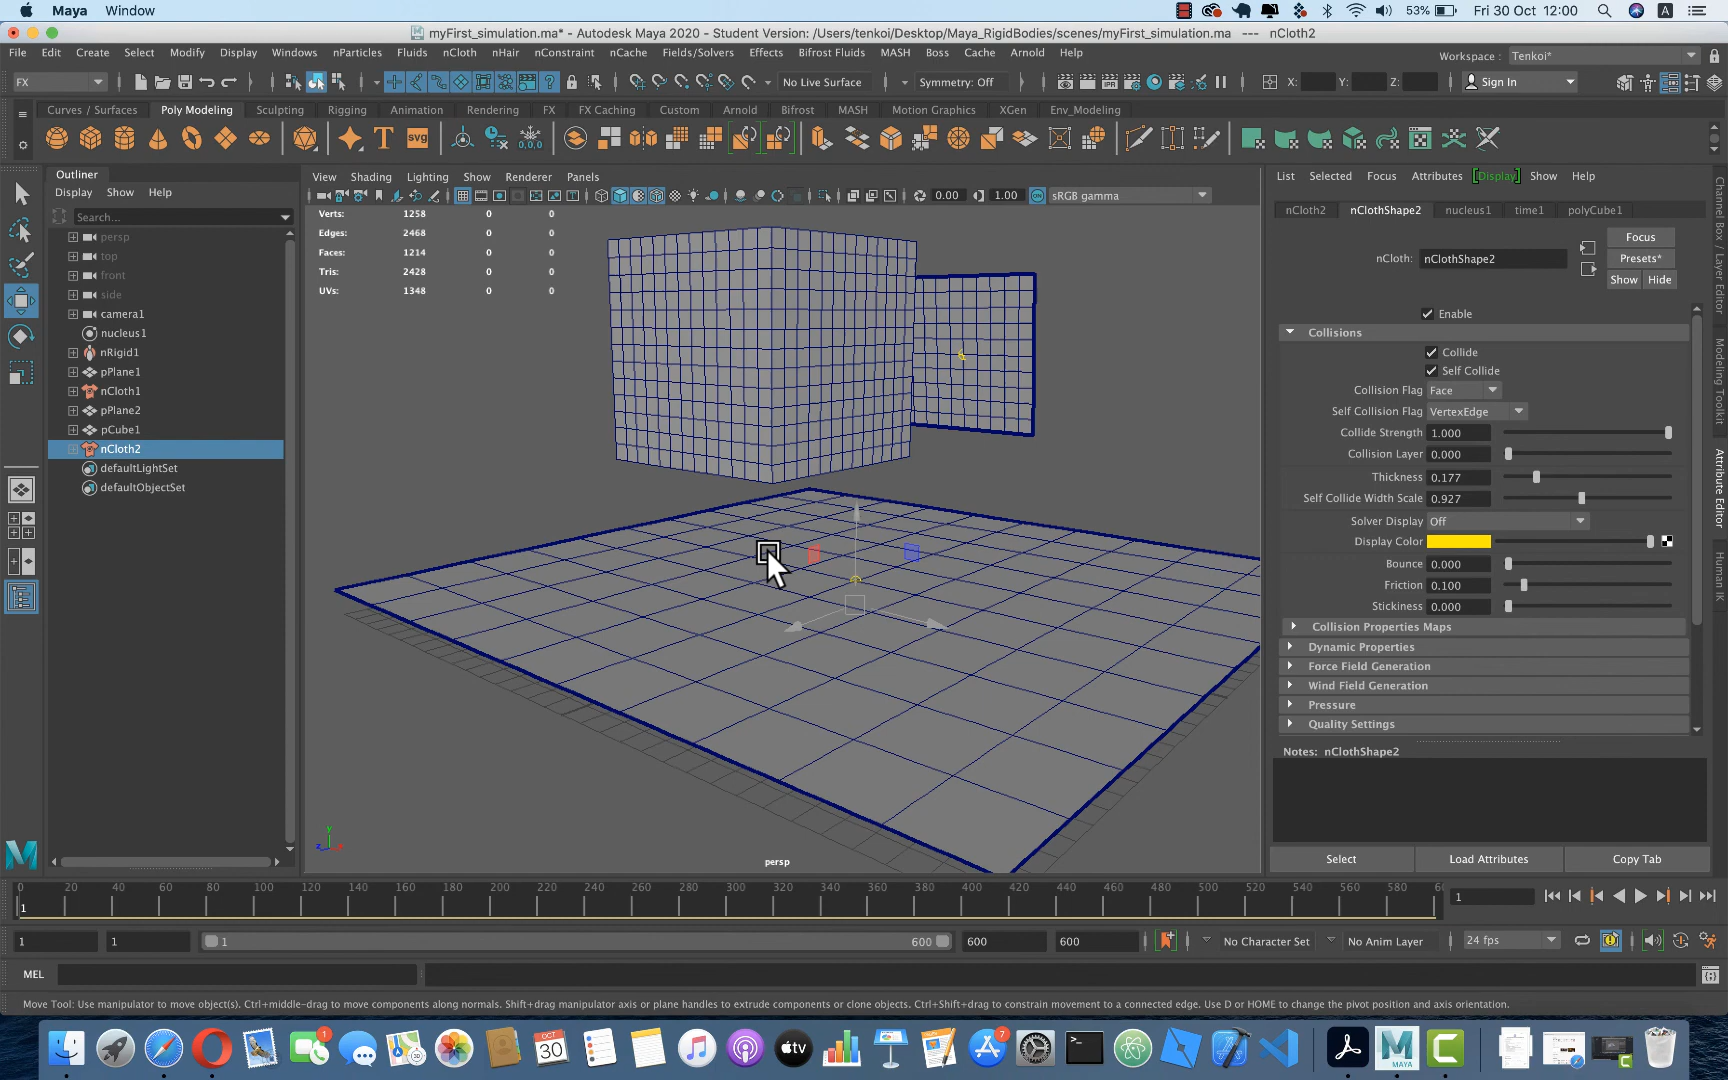 Maya Window 53% Fri 30 Oct 12:00 A
myFirst_simulation.ma* - Autodesk Maya 2020 - Student Version: /Users/tenkoi/Desktop/Maya_RigidBodies/scenes/myFirst_simulation.ma --- nCloth2
File Edit Create Select Modify Display Windows nParticles Fluids nCloth nHair nConstraint nCache Fields/Solvers Effects Bifrost Fluids MASH Boss Cache Arnold Help Workspace : Tenkoi*
FX No Live Surface Symmetry: Off X: Y: Z: Sign In
Curves / Surfaces Poly Modeling Sculpting Rigging Animation Rendering FX FX Caching Custom Arnold Bifrost MASH Motion Graphics XGen Env_Modeling
T svg 0,0,0
Outliner
Display Show Help
Search...
persp
top
front
side
camera1
nucleus1
nRigid1
pPlane1
nCloth1
pPlane2
pCube1
nCloth2
defaultLightSet
defaultObjectSet
View Shading Lighting Show Renderer Panels
0.00 1.00 ON sRGB gamma
Verts: 1258 0 0
Edges: 2468 0 0
Faces: 1214 0 0
Tris: 2428 0 0
UVs: 1348 0 0
y
z x
persp
List Selected Focus Attributes [Display] Show Help
nCloth2 nClothShape2 nucleus1 time1 polyCube1
nCloth: nClothShape2
Focus
Presets*
Show Hide
Enable
Collisions
Collide
Self Collide
Collision Flag Face
Self Collision Flag VertexEdge
Collide Strength 1.000
Collision Layer 0.000
Thickness 0.177
Self Collide Width Scale 0.927
Solver Display Off
Display Color
Bounce 0.000
Friction 0.100
Stickiness 0.000
Collision Properties Maps
Dynamic Properties
Force Field Generation
Wind Field Generation
Pressure
Quality Settings
Notes: nClothShape2
Select Load Attributes Copy Tab
Channel Box / Layer Editor
Modeling Toolkit
Attribute Editor
Human IK
0 20 40 60 80 100 120 140 160 180 200 220 240 260 280 300 320 340 360 380 400 420 440 460 480 500 520 540 560 580 60
1 1
1 1 1 600 600 600 No Character Set No Anim Layer 24 fps
MEL
Move Tool: Use manipulator to move object(s). Ctrl+middle-drag to move components along normals. Shift+drag manipulator axis or plane handles to extrude components or clone objects. Ctrl+Shift+drag to constrain movement to a connected edge. Use D or HOME to change the pivot position and axis orientation.
M 1 OCT 30 tv 7 >_ M MAYA C